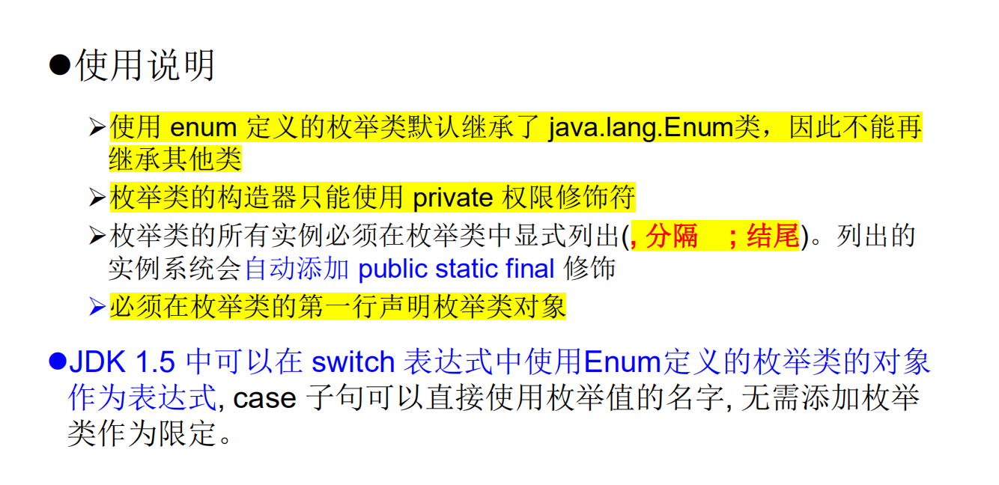 ●使用说明
➢使用 enum 定义的枚举类默认继承了 java.lang.Enum类，因此不能再
继承其他类
➢枚举类的构造器只能使用 private 权限修饰符
➢枚举类的所有实例必须在枚举类中显式列出(, 分隔 ; 结尾)。列出的
实例系统会自动添加 public static final 修饰
➢必须在枚举类的第一行声明枚举类对象
●JDK 1.5 中可以在 switch 表达式中使用Enum定义的枚举类的对象
作为表达式, case 子句可以直接使用枚举值的名字, 无需添加枚举
类作为限定。